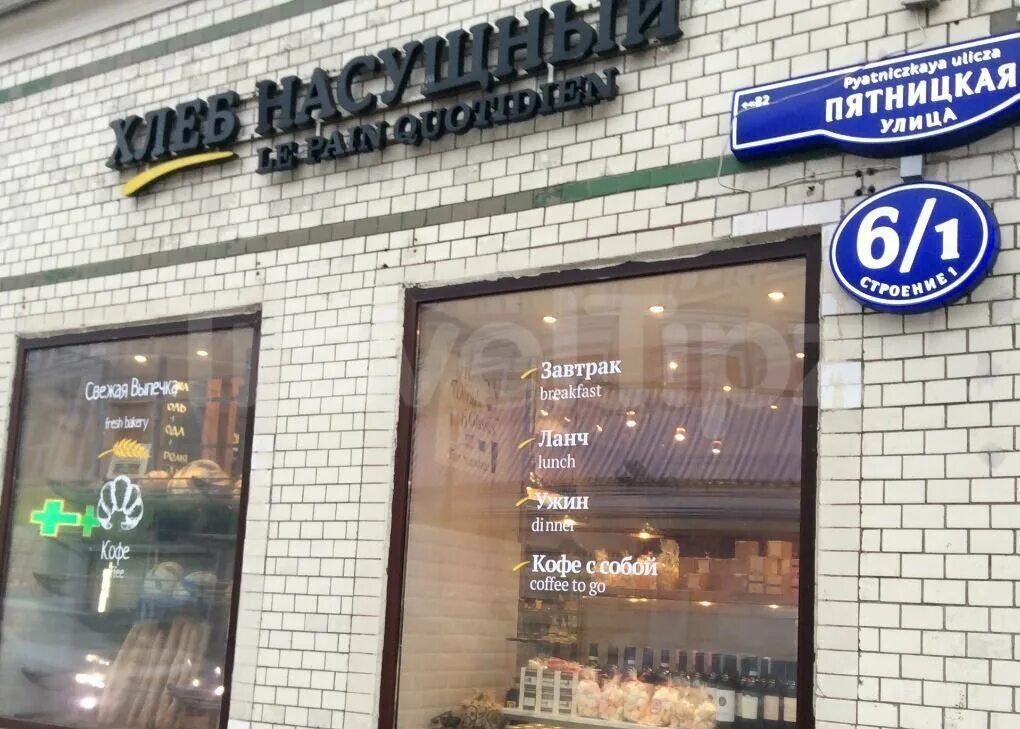 ХЛЕБ НАСУЩНЫЙ
LE PAIN QUOTIDIEN
←82
Pyatniczkaya ulicza
ПЯТНИЦКАЯ
УЛИЦА
6/1
СТРОЕНИЕ 1
Свежая Выпечка
fresh bakery
Кофе
Завтрак
breakfast
Ланч
lunch
Ужин
dinner
Кофе с собой
coffee to go